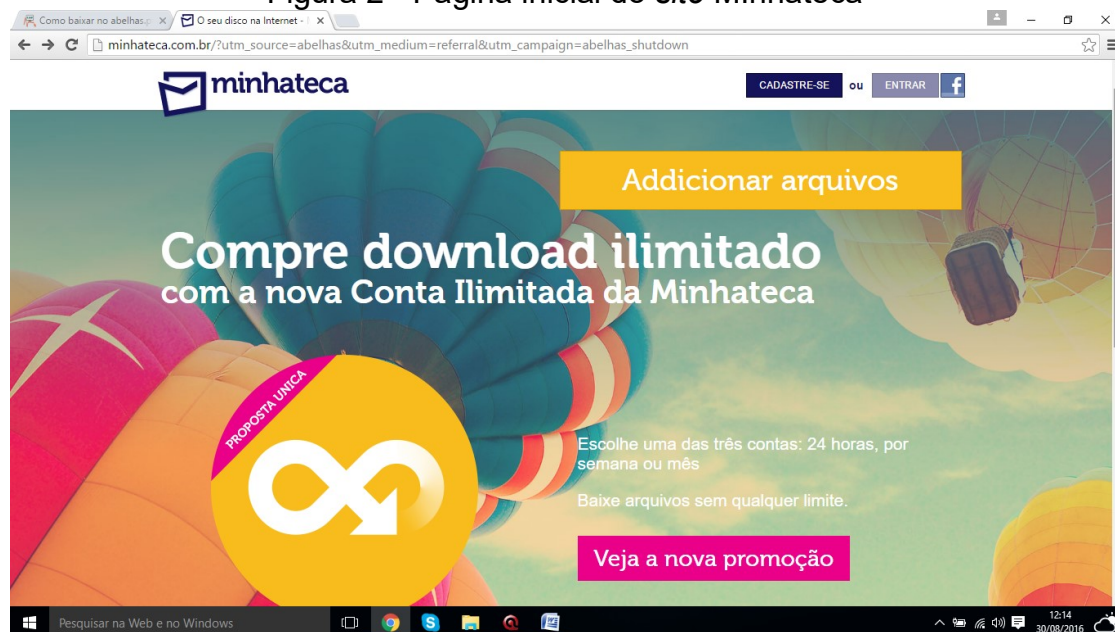 Figura 2 - Página inicial do site Minhateca
Como baixar no abelhas.p
O seu disco na Internet -
minhateca.com.br/?utm_source=abelhas&utm_medium=referral&utm_campaign=abelhas_shutdown
minhateca
CADASTRE-SE ou ENTRAR f
Addicionar arquivos
Compre download ilimitado
com a nova Conta Ilimitada da Minhateca
PROPOSTA UNICA
Escolhe uma das três contas: 24 horas, por
semana ou mês
Baixe arquivos sem qualquer limite.
Veja a nova promoção
Pesquisar na Web e no Windows
12:14
30/08/2016